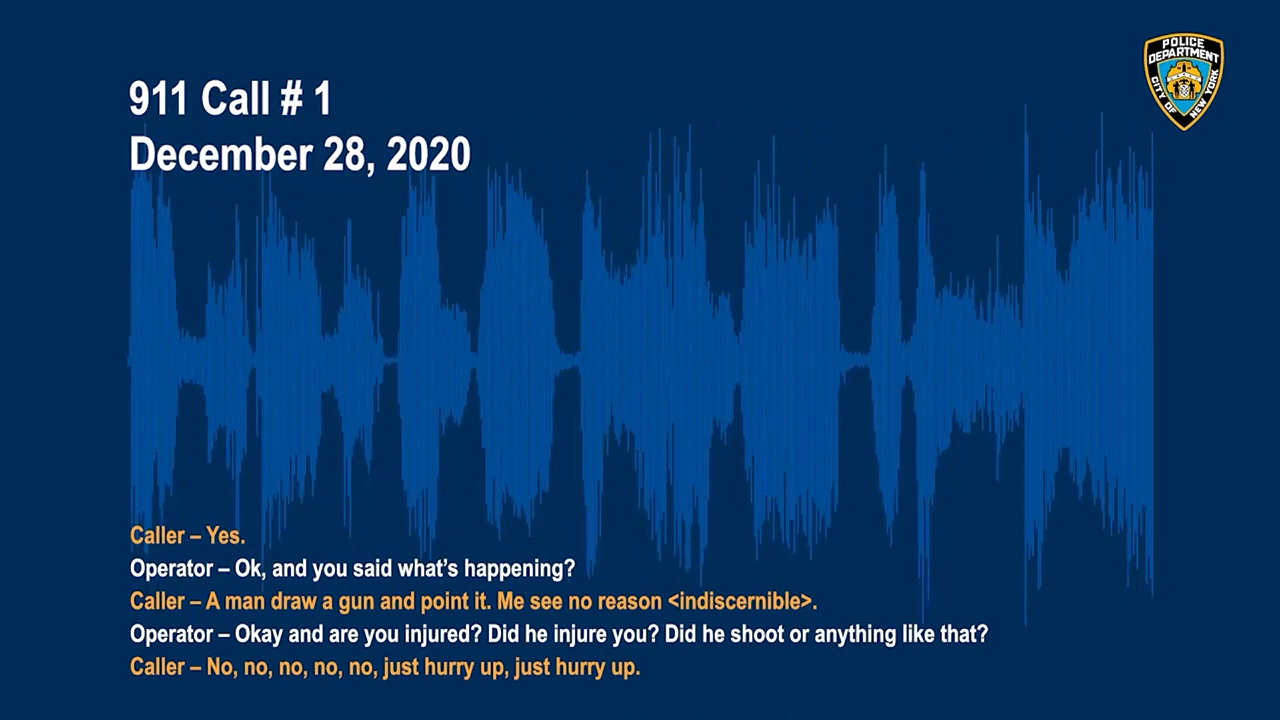 911 Call # 1
December 28, 2020
POLICE
DEPARTMENT
CITY OF NEW YORK
Caller – Yes.
Operator – Ok, and you said what's happening?
Caller – A man draw a gun and point it. Me see no reason <indiscernible>.
Operator – Okay and are you injured? Did he injure you? Did he shoot or anything like that?
Caller – No, no, no, no, no, just hurry up, just hurry up.